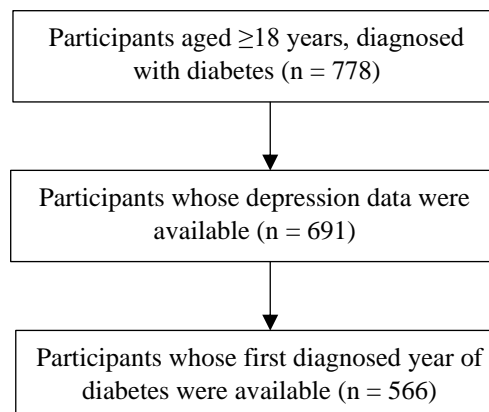 Participants aged ≥18 years, diagnosed
with diabetes (n = 778)
Participants whose depression data were
available (n = 691)
Participants whose first diagnosed year of
diabetes were available (n = 566)